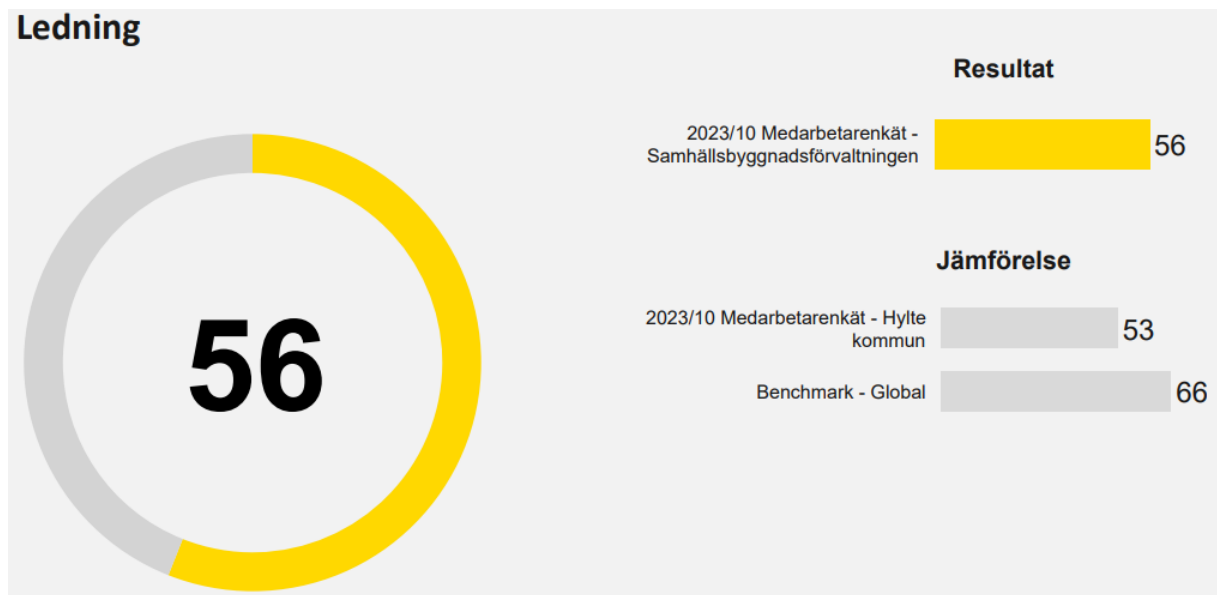 Ledning
56
Resultat
2023/10 Medarbetarenkät -
Samhällsbyggnadsförvaltningen
56
Jämförelse
2023/10 Medarbetarenkät - Hylte
kommun
53
Benchmark - Global
66